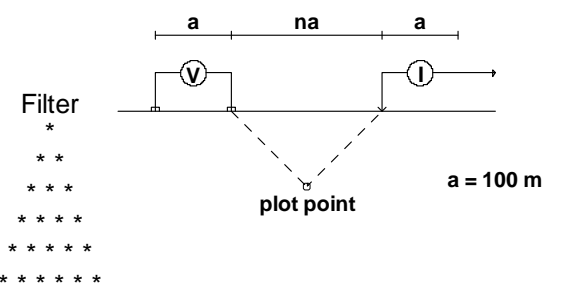 a na a
V I
Filter
*
* *
* * *
* * * *
* * * * *
* * * * * *
a = 100 m
plot point